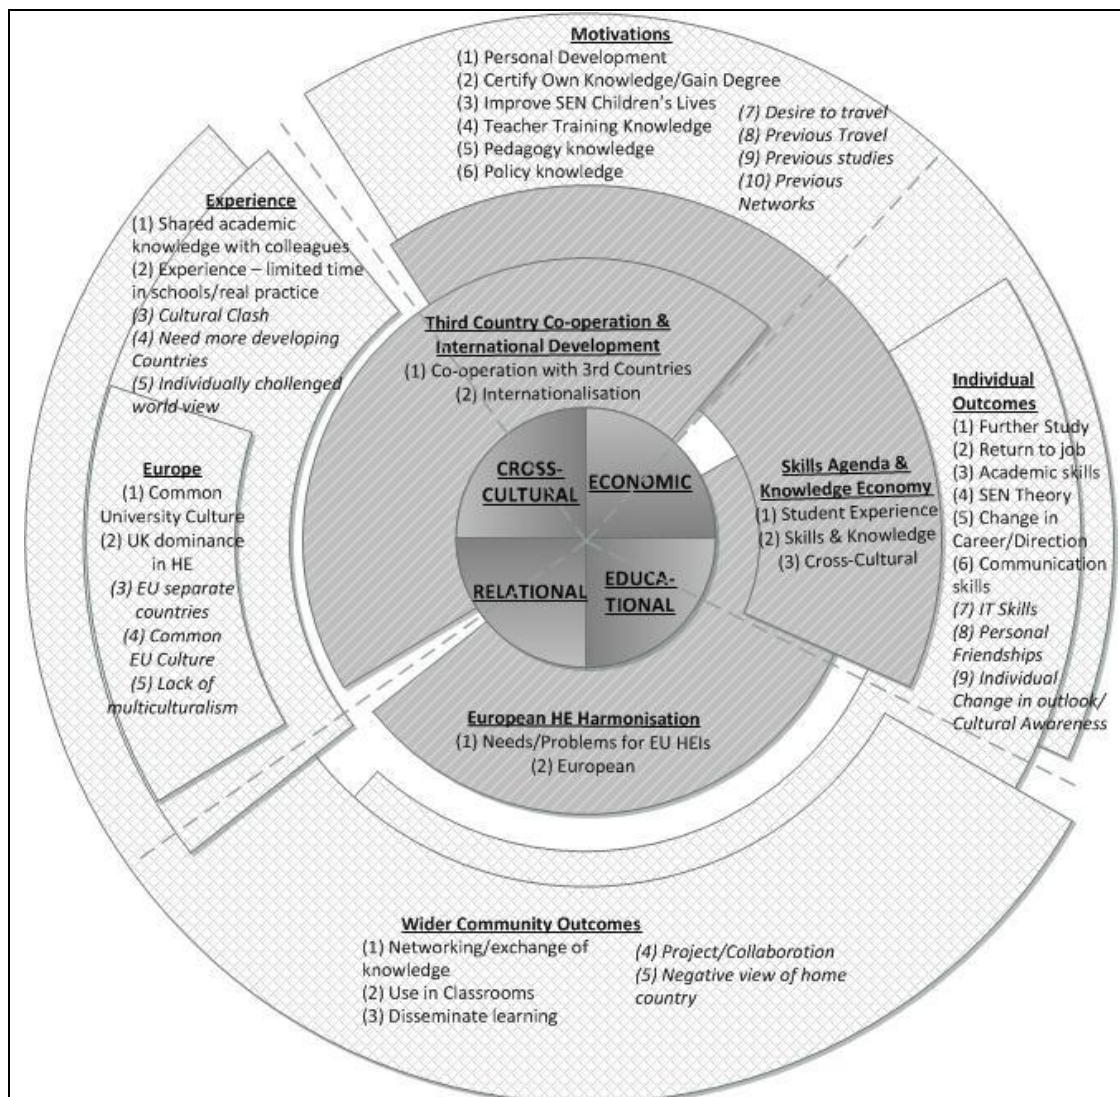 Motivations
(1) Personal Development
(2) Certify Own Knowledge/Gain Degree
(3) Improve SEN Children's Lives
(4) Teacher Training Knowledge
(5) Pedagogy knowledge
(6) Policy knowledge
(7) Desire to travel
(8) Previous Travel
(9) Previous studies
(10) Previous
Networks
Experience
(1) Shared academic
knowledge with colleagues
(2) Experience – limited time
in schools/real practice
(3) Cultural Clash
(4) Need more developing
Countries
(5) Individually challenged
world view
Third Country Co-operation &
International Development
(1) Co-operation with 3rd Countries
(2) Internationalisation
Individual
Outcomes
(1) Further Study
(2) Return to job
(3) Academic skills
(4) SEN Theory
(5) Change in
Career/Direction
(6) Communication
skills
(7) IT Skills
(8) Personal
Friendships
(9) Individual
Change in outlook/
Cultural Awareness
Europe
(1) Common
University Culture
(2) UK dominance
in HE
(3) EU separate
countries
(4) Common
EU Culture
(5) Lack of
multiculturalism
CROSS-
CULTURAL
ECONOMIC
RELATIONAL
EDUCA-
TIONAL
Skills Agenda &
Knowledge Economy
(1) Student Experience
(2) Skills & Knowledge
(3) Cross-Cultural
European HE Harmonisation
(1) Needs/Problems for EU HEIs
(2) European
Wider Community Outcomes
(1) Networking/exchange of
knowledge
(2) Use in Classrooms
(3) Disseminate learning
(4) Project/Collaboration
(5) Negative view of home
country